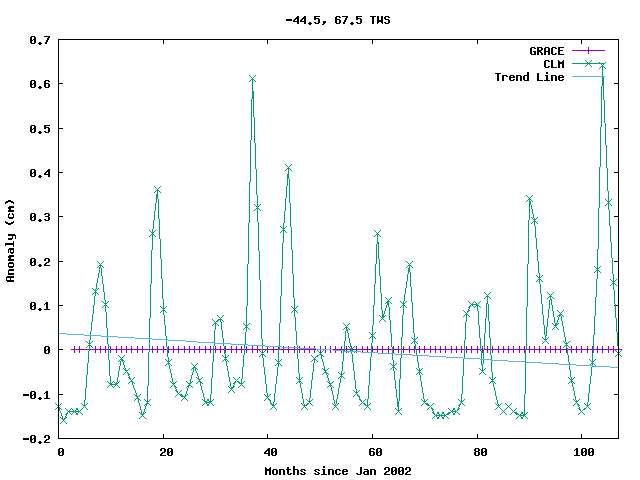 -44.5, 67.5 TWS
0.7
0.6
0.5
0.4
0.3
0.2
0.1
0
-0.1
-0.2
Anomaly (cm)
GRACE
CLM
Trend Line
0 20 40 60 80 100
Months since Jan 2002